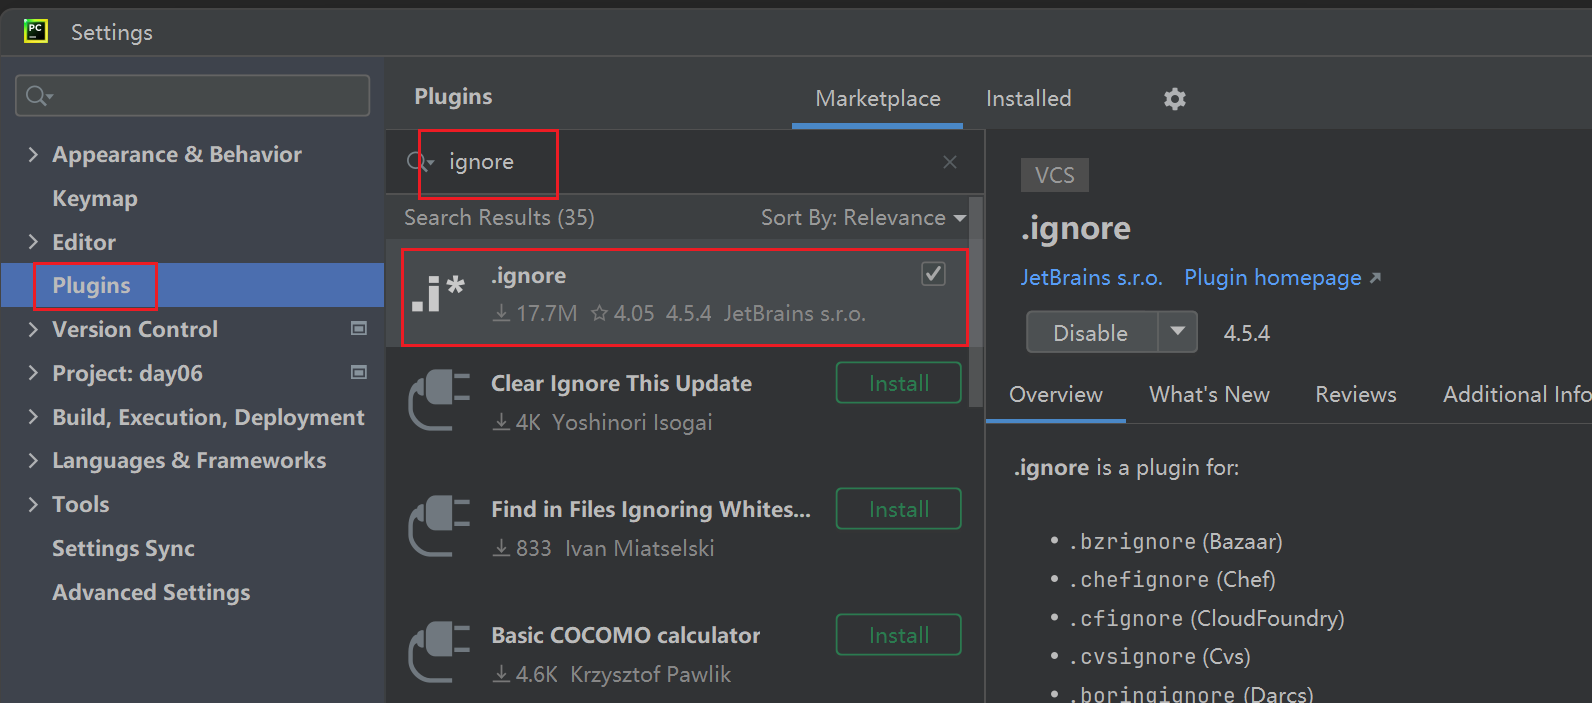 PC
Settings
Appearance & Behavior
Keymap
Editor
Plugins
Version Control
Project: day06
Build, Execution, Deployment
Languages & Frameworks
Tools
Settings Sync
Advanced Settings
Plugins
Marketplace
Installed
ignore
Search Results (35)
Sort By: Relevance
.i*
.ignore
17.7M 4.05 4.5.4 JetBrains s.r.o.
Clear Ignore This Update
Install
4K Yoshinori Isogai
Find in Files Ignoring Whites...
Install
833 Ivan Miatselski
Basic COCOMO calculator
Install
4.6K Krzysztof Pawlik
VCS
.ignore
JetBrains s.r.o. Plugin homepage
Disable 4.5.4
Overview What's New Reviews Additional Info
.ignore is a plugin for:
• .bzrignore (Bazaar)
• .chefignore (Chef)
• .cfignore (CloudFoundry)
• .cvsignore (Cvs)
• .boringignore (Darcs)